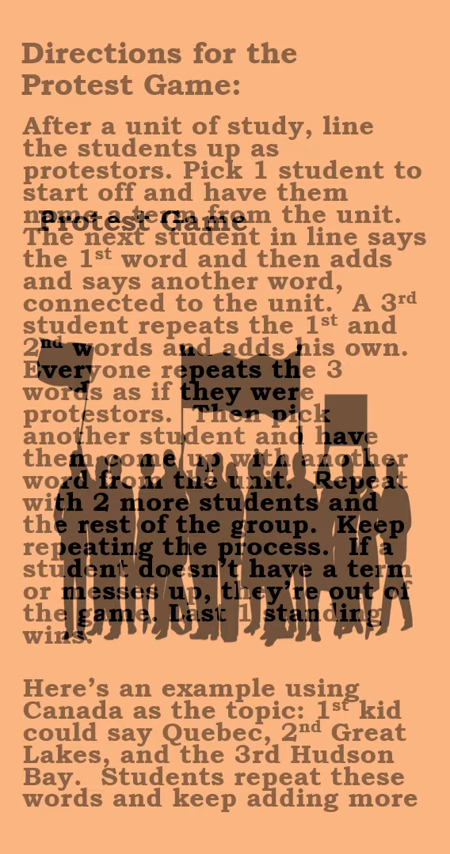 Directions for the
Protest Game:
After a unit of study, line
the students up as
protestors. Pick 1 student to
start off and have them
name a term from the unit.
Protest Game
The next student in line says
the 1st word and then adds
and says another word,
connected to the unit. A 3rd
student repeats the 1st and
2nd words and adds his own.
Everyone repeats the 3
words as if they were
protestors. Then pick
another student and have
them come up with another
word from the unit. Repeat
with 2 more students and
the rest of the group. Keep
repeating the process. If a
student doesn't have a term
or messes up, they're out of
the game. Last 1 standing
wins.
Here's an example using
Canada as the topic: 1st kid
could say Quebec, 2nd Great
Lakes, and the 3rd Hudson
Bay. Students repeat these
words and keep adding more